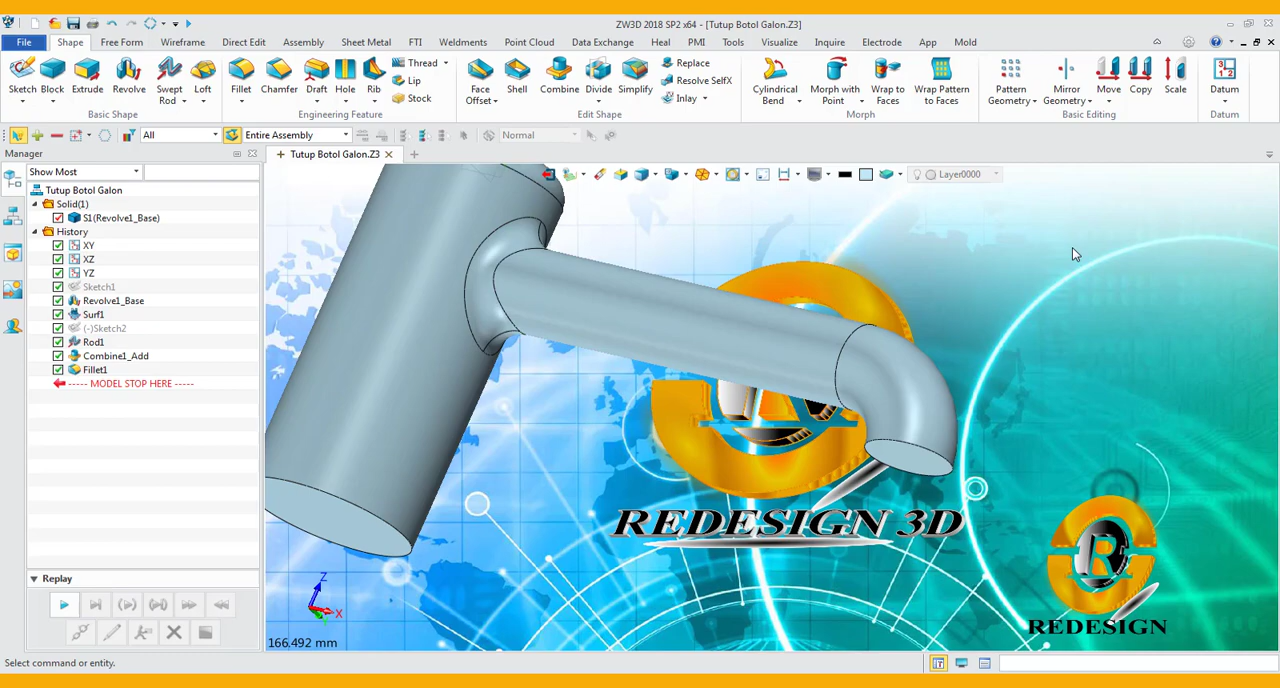 ZW3D 2018 SP2 x64 - [Tutup Botol Galon.Z3]
File Shape Free Form Wireframe Direct Edit Assembly Sheet Metal FTI Weldments Point Cloud Data Exchange Heal PMI Tools Visualize Inquire Electrode App Mold
Sketch Block Extrude Revolve Swept Rod Loft
Basic Shape
Fillet Chamfer Draft Hole Rib Thread Lip Stock
Engineering Feature
Face Offset Shell Combine Divide Simplify Replace Resolve SelfX Inlay
Edit Shape
Cylindrical Bend Morph with Point Wrap to Faces Wrap Pattern to Faces
Morph
Pattern Geometry Mirror Geometry Move Copy Scale
Basic Editing
Datum
Datum
All Entire Assembly Normal
Manager
Tutup Botol Galon.Z3
Show Most
Layer0000
Tutup Botol Galon
Solid(1)
S1(Revolve1_Base)
History
XY
XZ
YZ
Sketch1
Revolve1_Base
Surf1
(-)Sketch2
Rod1
Combine1_Add
Fillet1
----- MODEL STOP HERE -----
REDESIGN 3D
R
REDESIGN
Replay
Z
X
Y
166.492 mm
Select command or entity.